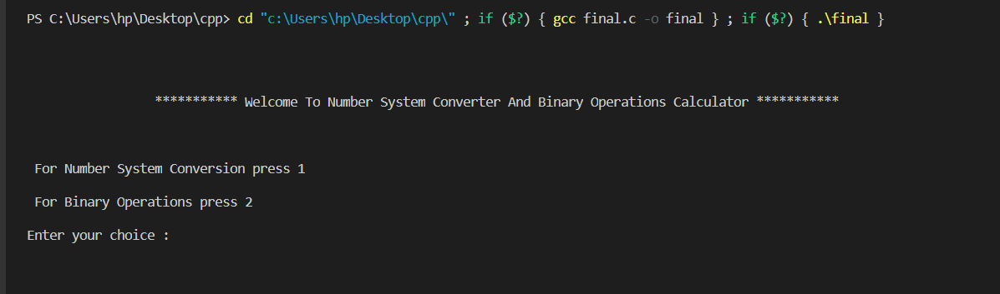 PS C:\Users\hp\Desktop\cpp> cd "c:\Users\hp\Desktop\cpp\" ; if ($?) { gcc final.c -o final } ; if ($?) { .\final }
*********** Welcome To Number System Converter And Binary Operations Calculator ***********
For Number System Conversion press 1
For Binary Operations press 2
Enter your choice :